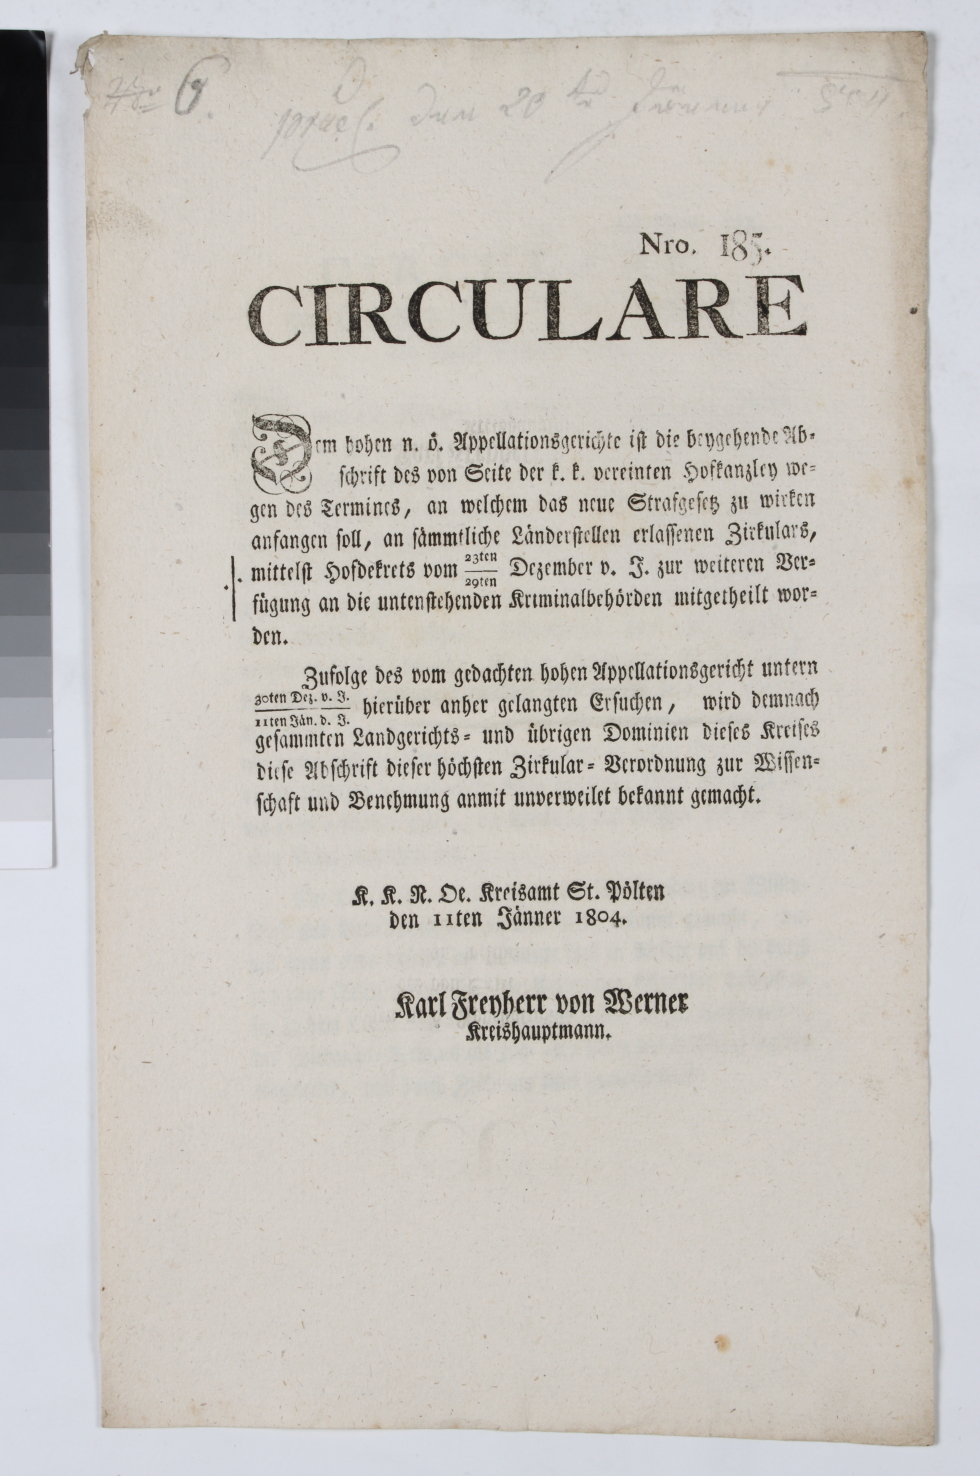 6.
den 20
Nro. 185.
CIRCULARE
Dem hohen n. ö. Appellationsgerichte ist die beygehende Ab-
schrift des von Seite der k. k. vereinten Hofkanzley we-
gen des Termines, an welchem das neue Strafgesetz zu wirken
anfangen soll, an sämmtliche Länderstellen erlassenen Zirkulars,
mittelst Hofdekrets vom 23ten/29ten Dezember v. J. zur weiteren Ver-
fügung an die untenstehenden Kriminalbehörden mitgetheilt wor-
den.
Zufolge des vom gedachten hohen Appellationsgericht untern
30ten Dez. v. J./11ten Jän. d. J. hierüber anher gelangten Ersuchen, wird demnach
gesammten Landgerichts- und übrigen Dominien dieses Kreises
diese Abschrift dieser höchsten Zirkular- Verordnung zur Wissen-
schaft und Benehmung anmit unverweilet bekannt gemacht.
K. K. N. Oe. Kreisamt St. Pölten
den 11ten Jänner 1804.
Karl Freyherr von Werner
Kreishauptmann.